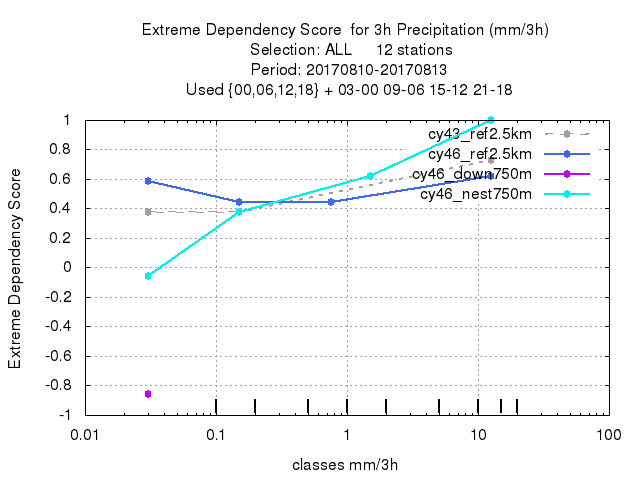 Extreme Dependency Score  for 3h Precipitation (mm/3h)
Selection: ALL     12 stations
Period: 20170810-20170813
Used {00,06,12,18} + 03-00 09-06 15-12 21-18
Extreme Dependency Score
1
0.8
0.6
0.4
0.2
0
-0.2
-0.4
-0.6
-0.8
-1
cy43_ref2.5km
cy46_ref2.5km
cy46_down750m
cy46_nest750m
0.01 0.1 1 10 100
classes mm/3h